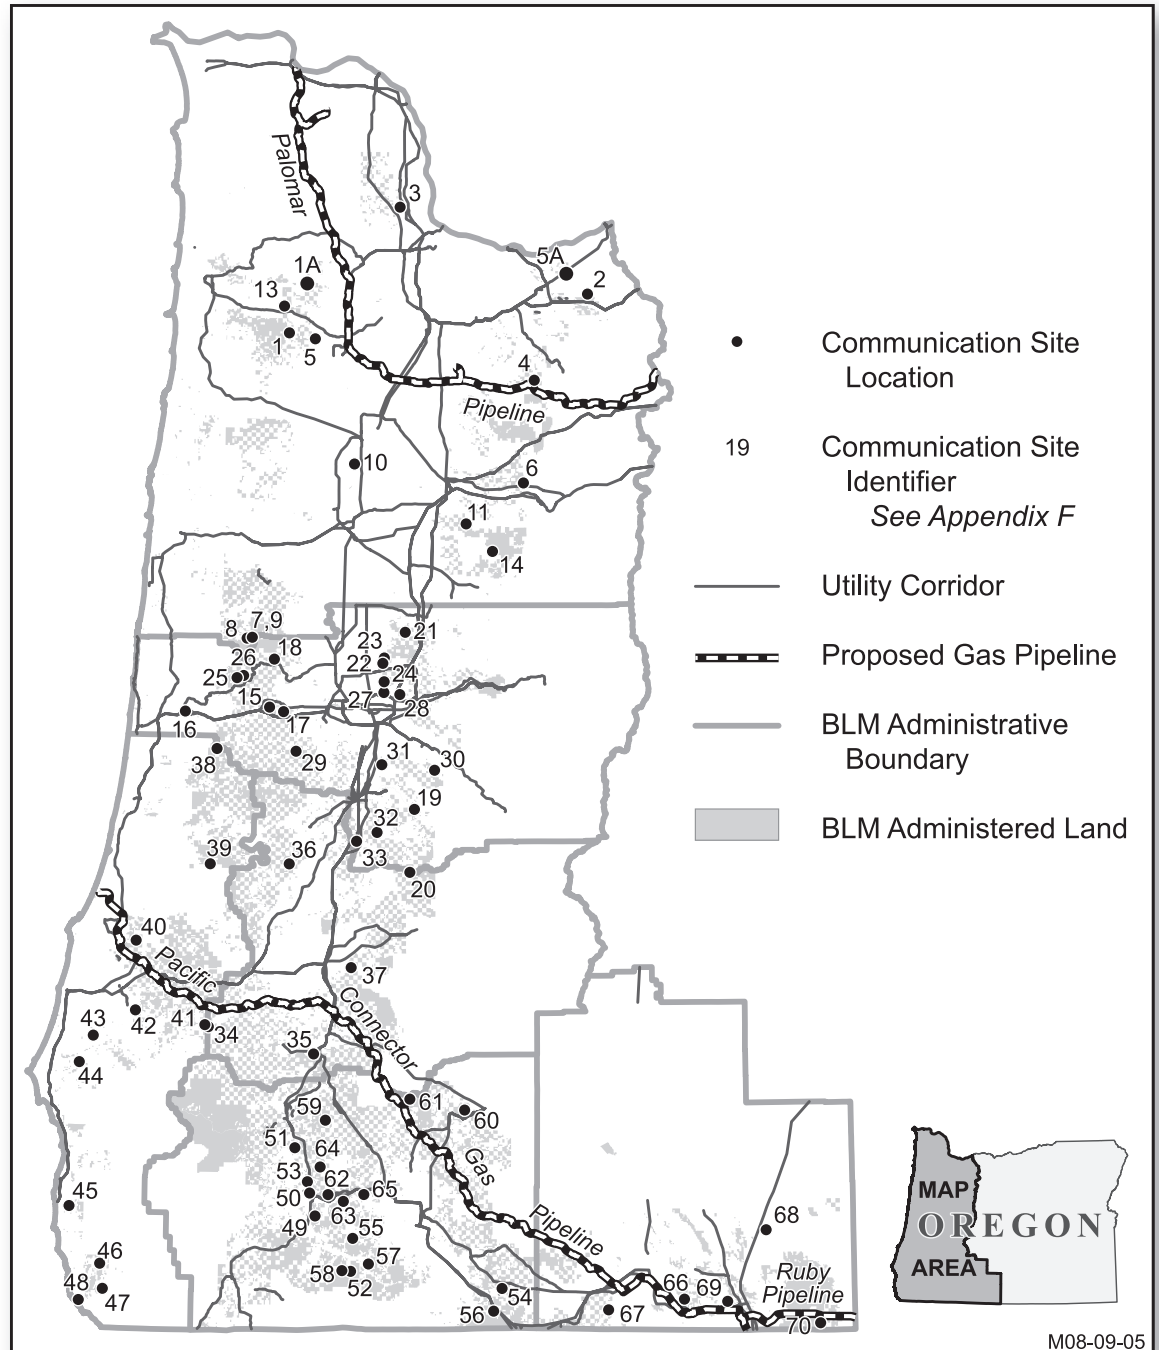 Palomar
3
5A
2
1A
13
1
5
4
Pipeline
10
6
11
14
7,9
8
21
18
23
26
22
25
24
15
27
28
16
17
38
29
31
30
19
32
39
36
33
20
40
Pacific
37
Connector
43
42
41
34
35
44
61
59
60
51
64
Gas
53
62
65
50
45
63
49
55
Pipeline
68
46
57
58
52
48
47
54
66
69
Ruby
Pipeline
56
67
70
Communication Site
Location
19
Communication Site
Identifier
See Appendix F
Utility Corridor
Proposed Gas Pipeline
BLM Administrative
Boundary
BLM Administered Land
MAP
OREGON
AREA
M08-09-05